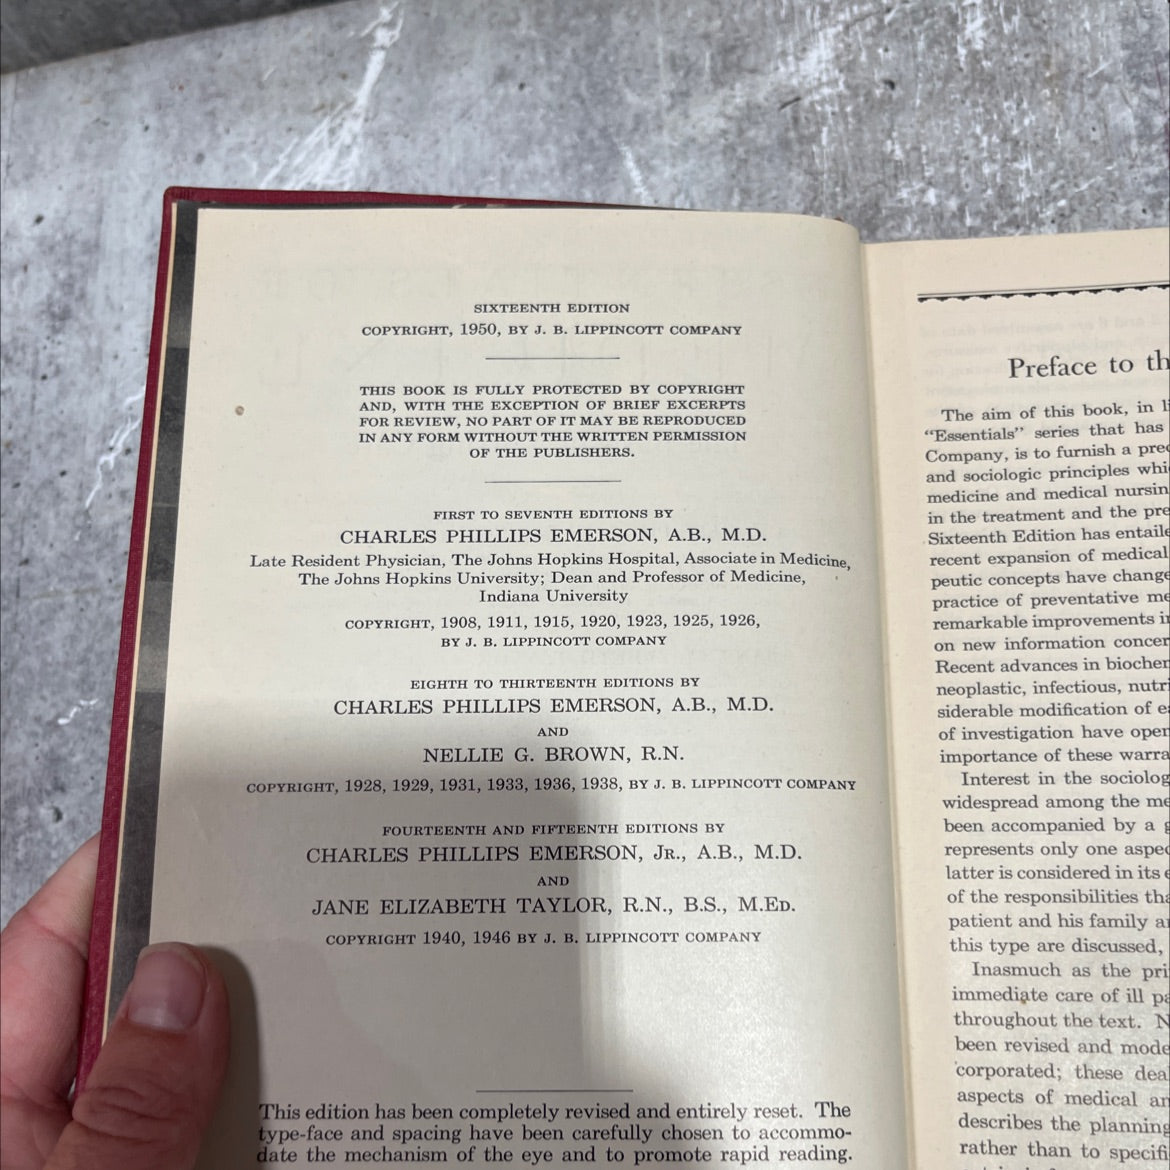 SIXTEENTH EDITION
COPYRIGHT, 1950, BY J. B. LIPPINCOTT COMPANY
THIS BOOK IS FULLY PROTECTED BY COPYRIGHT
AND, WITH THE EXCEPTION OF BRIEF EXCERPTS
FOR REVIEW, NO PART OF IT MAY BE REPRODUCED
IN ANY FORM WITHOUT THE WRITTEN PERMISSION
OF THE PUBLISHERS.
FIRST TO SEVENTH EDITIONS BY
CHARLES PHILLIPS EMERSON, A.B., M.D.
Late Resident Physician, The Johns Hopkins Hospital, Associate in Medicine,
The Johns Hopkins University; Dean and Professor of Medicine,
Indiana University
COPYRIGHT, 1908, 1911, 1915, 1920, 1923, 1925, 1926,
BY J. B. LIPPINCOTT COMPANY
EIGHTH TO THIRTEENTH EDITIONS BY
CHARLES PHILLIPS EMERSON, A.B., M.D.
AND
NELLIE G. BROWN, R.N.
COPYRIGHT, 1928, 1929, 1931, 1933, 1936, 1938, BY J. B. LIPPINCOTT COMPANY
FOURTEENTH AND FIFTEENTH EDITIONS BY
CHARLES PHILLIPS EMERSON, JR., A.B., M.D.
AND
JANE ELIZABETH TAYLOR, R.N., B.S., M.ED.
COPYRIGHT 1940, 1946 BY J. B. LIPPINCOTT COMPANY
This edition has been completely revised and entirely reset. The
type-face and spacing have been carefully chosen to accommo-
date the mechanism of the eye and to promote rapid reading.
Preface to th
The aim of this book, in li
"Essentials" series that has
Company, is to furnish a prec
and sociologic principles whi
medicine and medical nursin
in the treatment and the pre
Sixteenth Edition has entaile
recent expansion of medical
peutic concepts have change
practice of preventative me
remarkable improvements in
on new information concer
Recent advances in biochem
neoplastic, infectious, nutri
siderable modification of ea
of investigation have open
importance of these warra
Interest in the sociolog
widespread among the me
been accompanied by a g
represents only one aspec
latter is considered in its e
of the responsibilities tha
patient and his family a
this type are discussed,
Inasmuch as the pri
immediate care of ill pa
throughout the text. N
been revised and mode
corporated; these dea
aspects of medical an
describes the planning
rather than to specifi